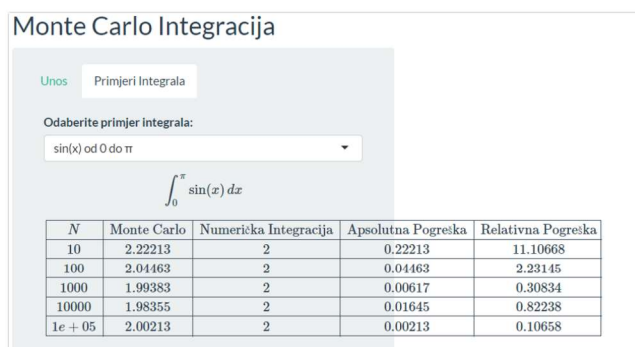 Monte Carlo Integracija
Unos Primjeri Integrala
Odaberite primjer integrala:
sin(x) od 0 do π
∫₀^π sin(x) dx
N Monte Carlo Numerička Integracija Apsolutna Pogreška Relativna Pogreška
10 2.22213 2 0.22213 11.10668
100 2.04463 2 0.04463 2.23145
1000 1.99383 2 0.00617 0.30834
10000 1.98355 2 0.01645 0.82238
1e + 05 2.00213 2 0.00213 0.10658